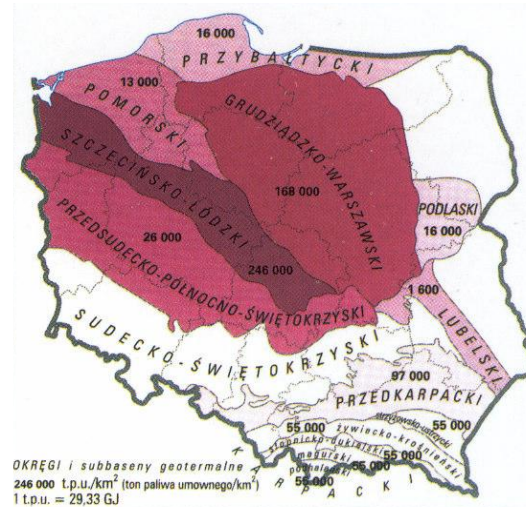 16 000
PRZYBAŁTYCKI
13 000
POMORSKI
GRUDZIĄDZKO-WARSZAWSKI
SZCZECIŃSKO-ŁÓDZKI
168 000
PODLASKI
16 000
PRZEDSUDECKO-PÓŁNOCNO-ŚWIĘTOKRZYSKI
26 000
246 000
1 600
LUBELSKI
SUDECKO-ŚWIĘTOKRZYSKI
97 000
PRZEDKARPACKI
55 000
żywiecko-krośnieński
55 000
55 000
magurski
55 000
podhalański
55 000
KARPACKI
OKRĘGI i subbaseny geotermalne
246 000 t.p.u./km² (ton paliwa umownego/km²)
1 t.p.u. = 29,33 GJ